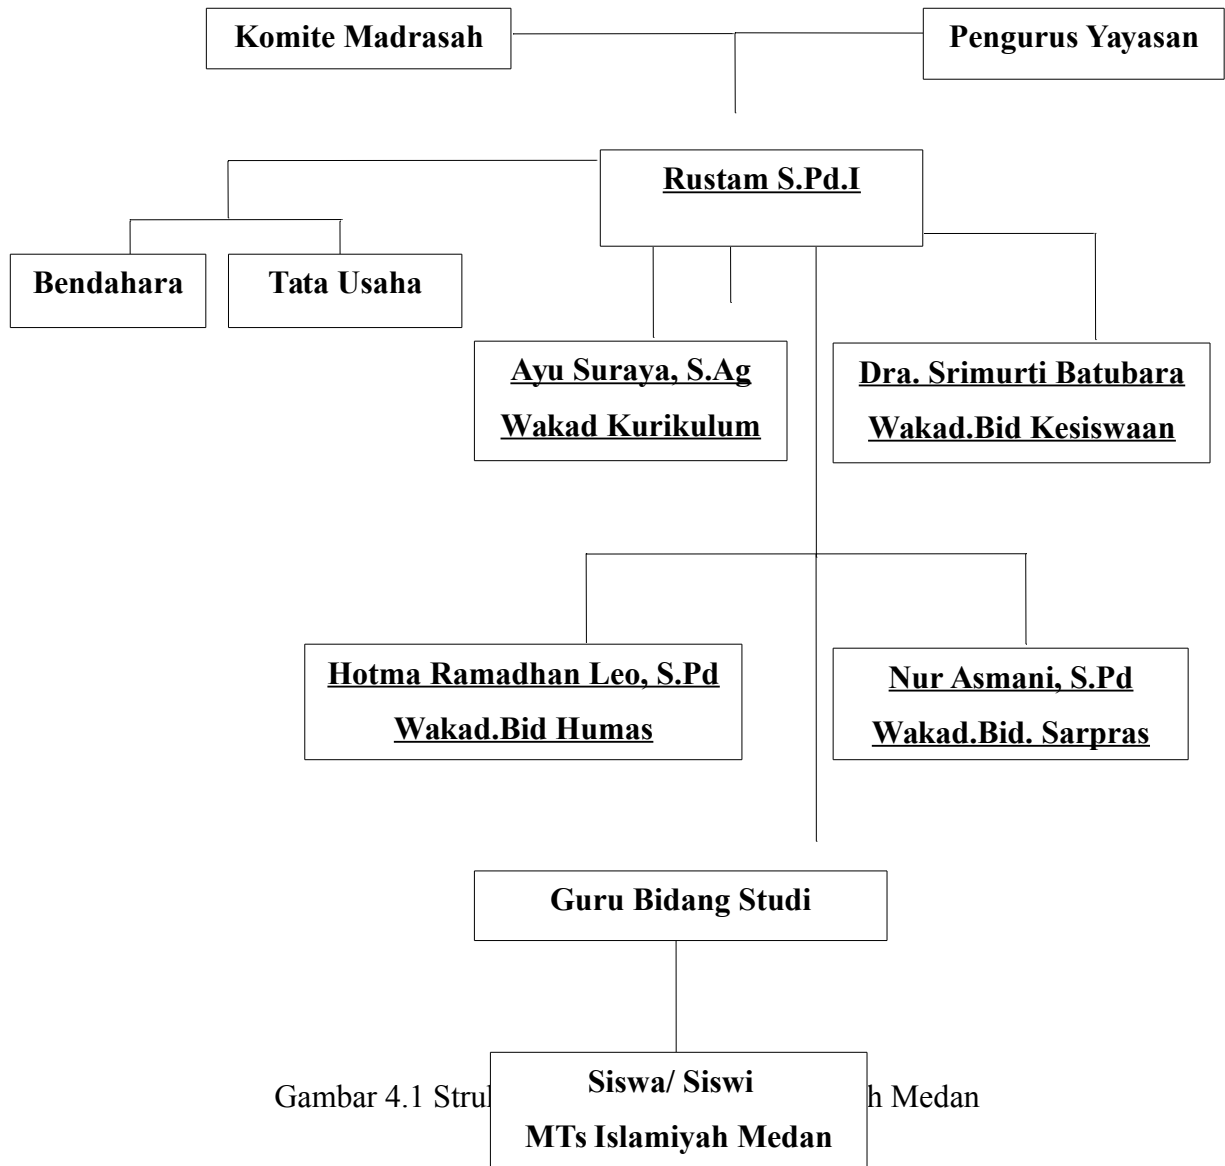 Komite Madrasah
Pengurus Yayasan
Rustam S.Pd.I
Bendahara
Tata Usaha
Ayu Suraya, S.Ag
Wakad Kurikulum
Dra. Srimurti Batubara
Wakad.Bid Kesiswaan
Hotma Ramadhan Leo, S.Pd
Wakad.Bid Humas
Nur Asmani, S.Pd
Wakad.Bid. Sarpras
Guru Bidang Studi
Siswa/ Siswi
MTs Islamiyah Medan
Gambar 4.1 h Medan